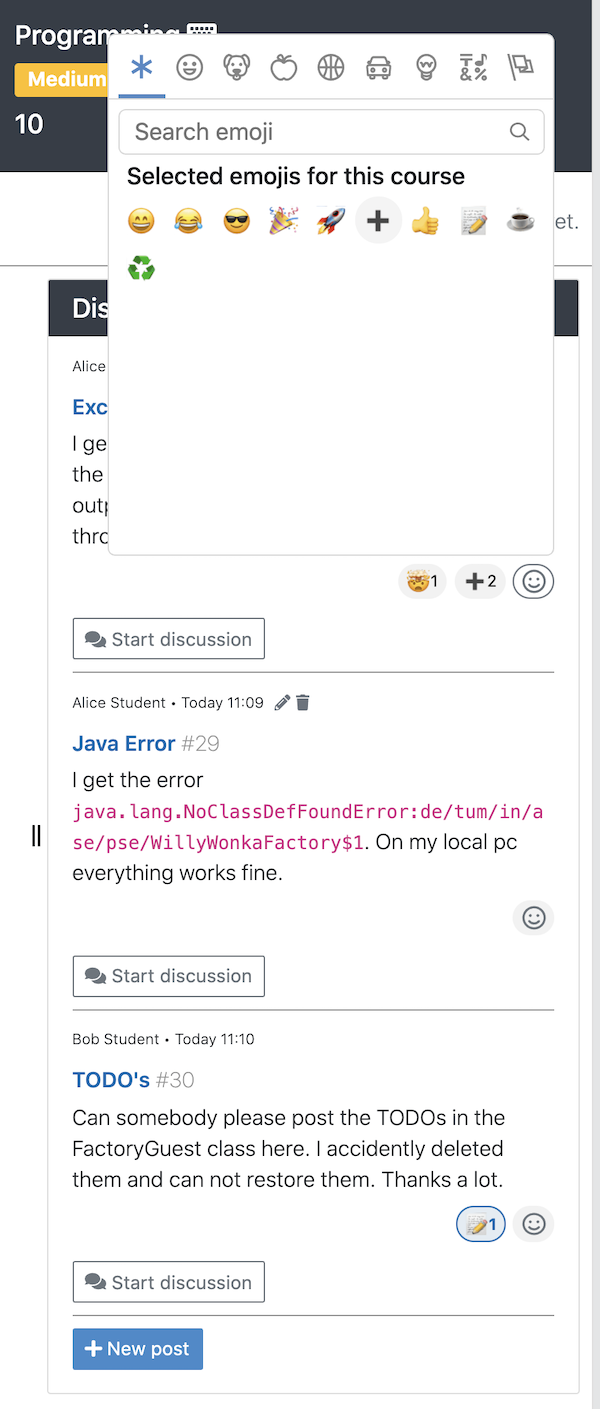 Programming
Medium
10
Search emoji
Selected emojis for this course
et.
Dis
Alice
Exc
I ge
the
outp
thro
1
2
Start discussion
Alice Student • Today 11:09
Java Error #29
I get the error
java.lang.NoClassDefFoundError:de/tum/in/a
se/pse/WillyWonkaFactory$1. On my local pc
everything works fine.
Start discussion
Bob Student • Today 11:10
TODO's #30
Can somebody please post the TODOs in the
FactoryGuest class here. I accidently deleted
them and can not restore them. Thanks a lot.
1
Start discussion
New post